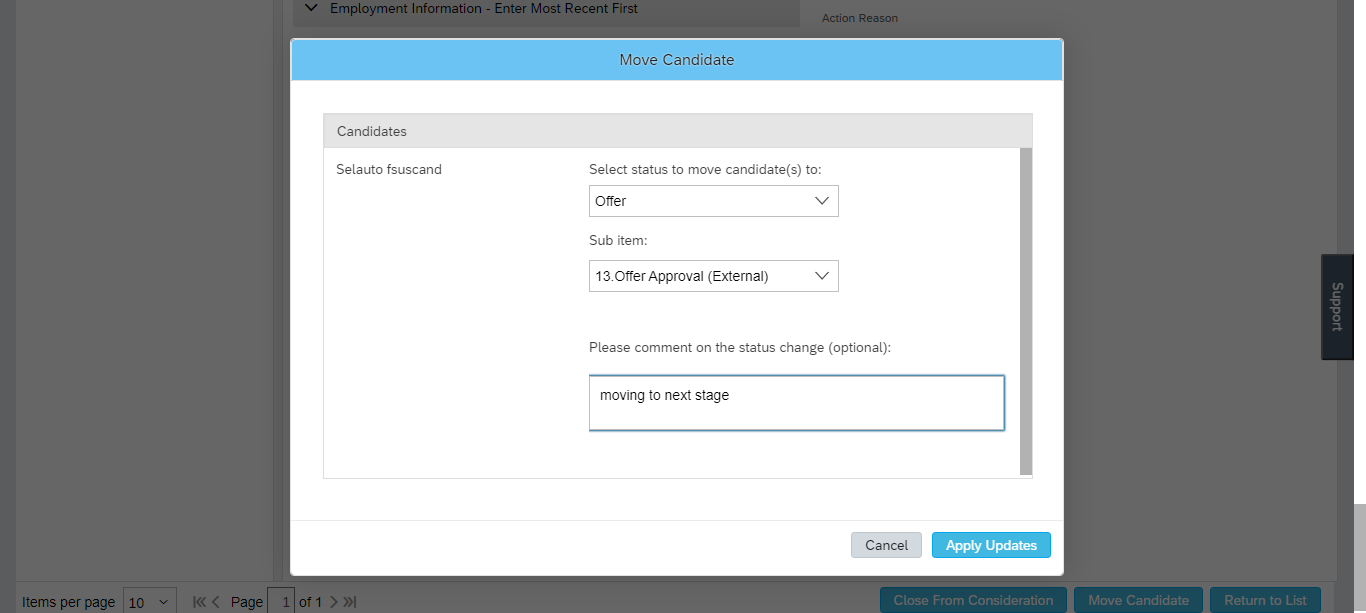 Employment Information - Enter Most Recent First
Action Reason
Move Candidate
Candidates
Selauto fsuscand
Select status to move candidate(s) to:
Offer
Sub item:
13.Offer Approval (External)
Please comment on the status change (optional):
moving to next stage
Support
Cancel
Apply Updates
Items per page 10 Page 1 of 1
Close From Consideration
Move Candidate
Return to List